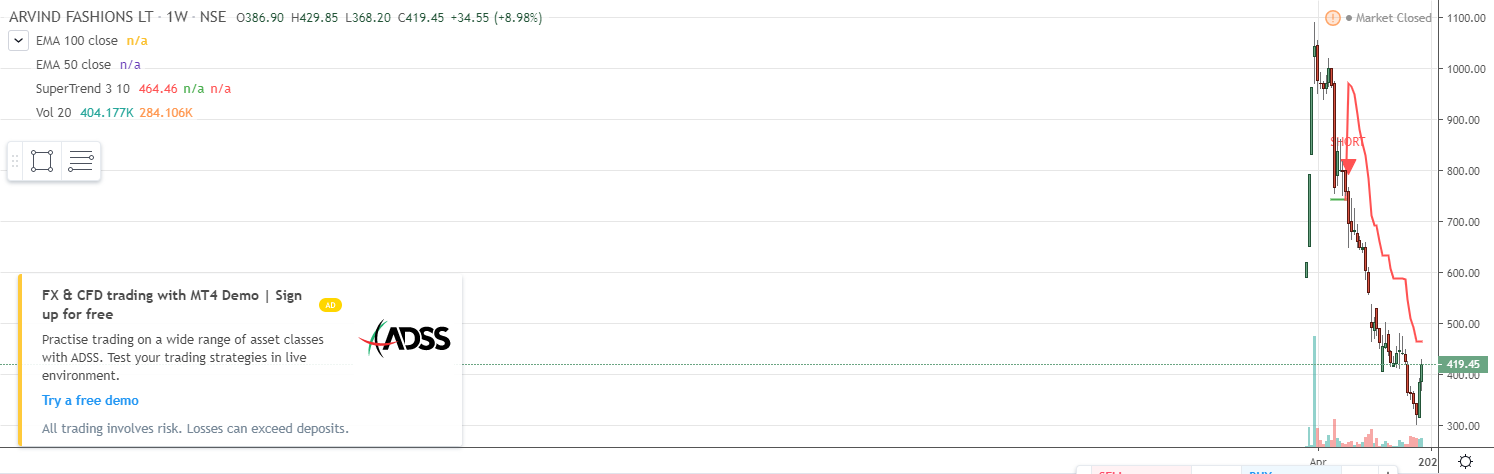 ARVIND FASHIONS LT · 1W · NSE O386.90 H429.85 L368.20 C419.45 +34.55 (+8.98%)
Market Closed
EMA 100 close n/a
EMA 50 close n/a
SuperTrend 3 10 464.46 n/a n/a
Vol 20 404.177K 284.106K
1100.00
1000.00
900.00
SHORT
800.00
700.00
600.00
500.00
419.45
400.00
300.00
FX & CFD trading with MT4 Demo | Sign
up for free
AD
ADSS
Practise trading on a wide range of asset classes
with ADSS. Test your trading strategies in live
environment.
Try a free demo
All trading involves risk. Losses can exceed deposits.
Apr
202
SELL
BUY